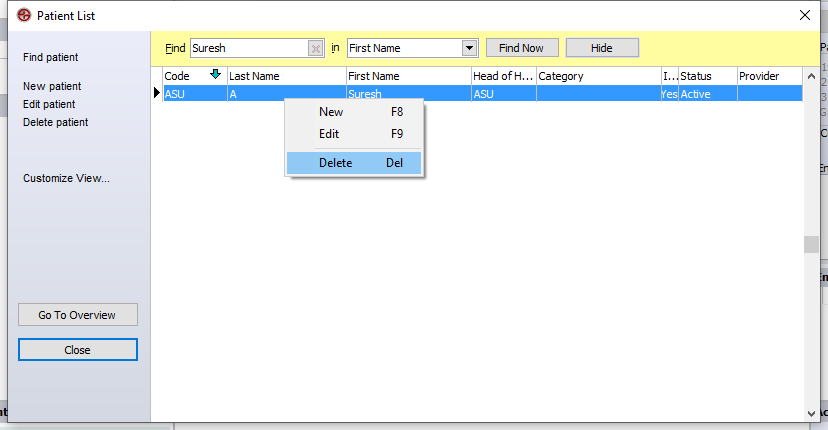 Patient List
Find patient
New patient
Edit patient
Delete patient
Customize View...
Go To Overview
Close
Find Suresh in First Name Find Now Hide
Code Last Name First Name Head of H... Category I... Status Provider
ASU A Suresh ASU Yes Active
New F8
Edit F9
Delete Del